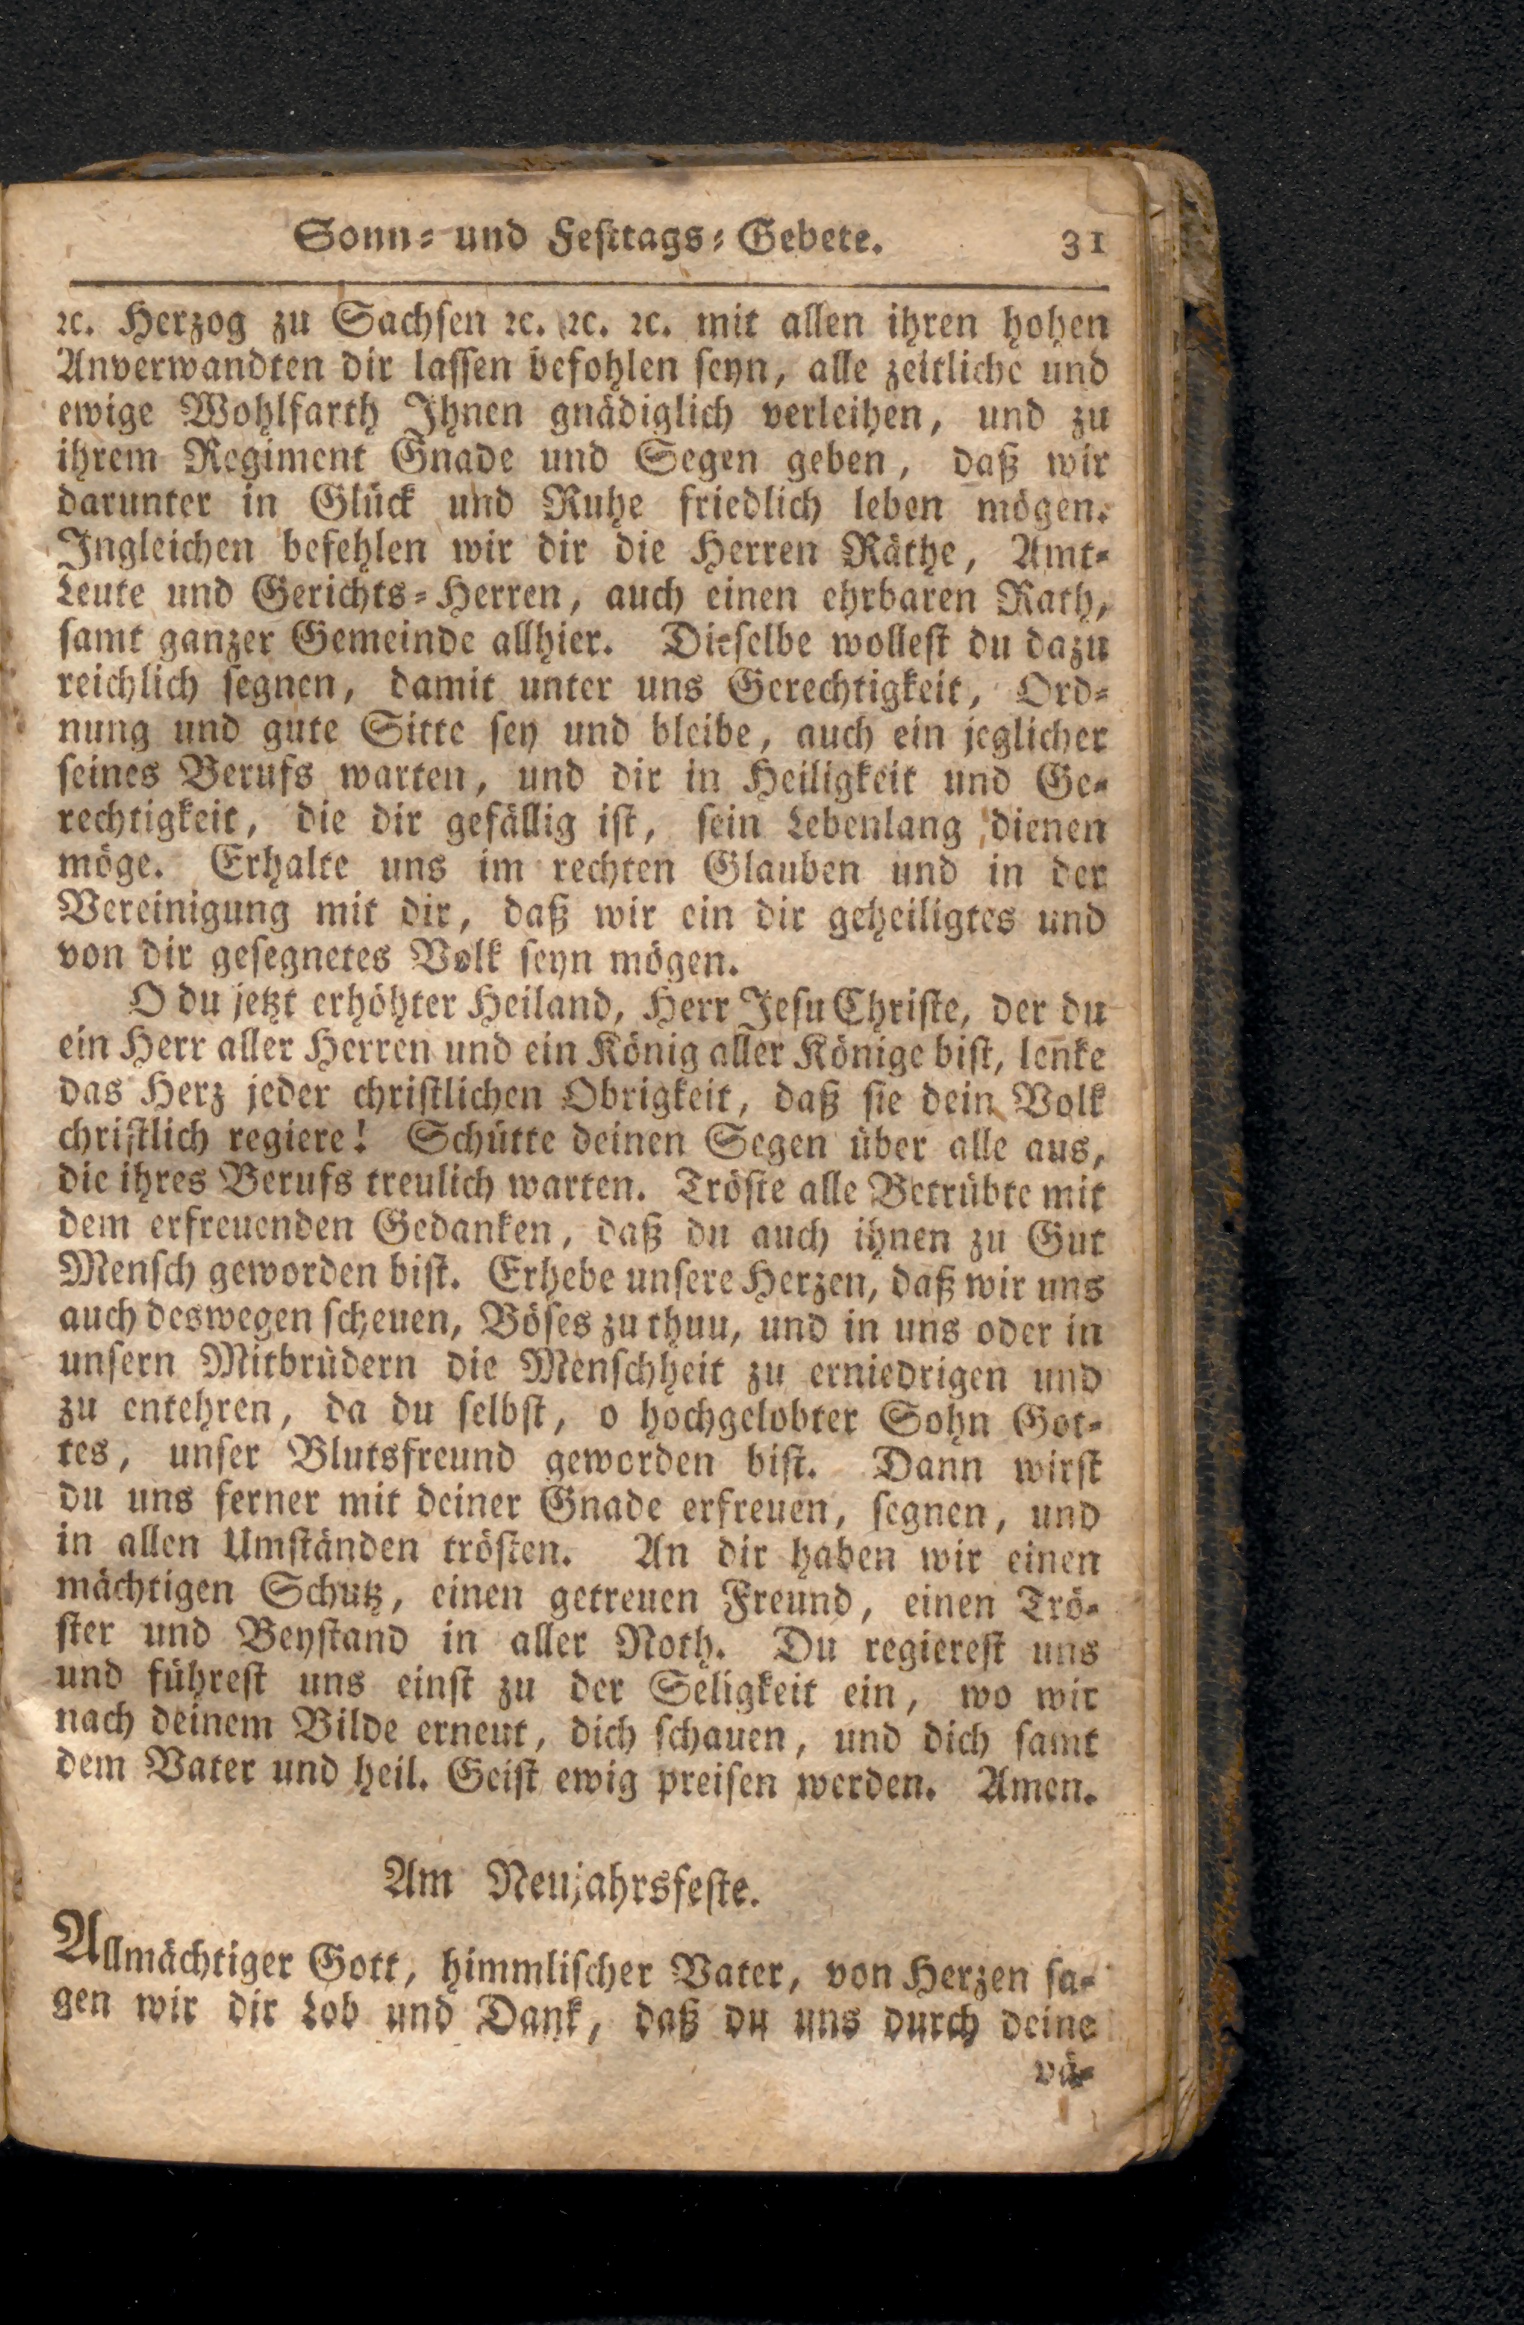 Sonn- und Festtags-Gebete. 31
ꝛc. Herzog zu Sachsen ꝛc. ꝛc. ꝛc. mit allen ihren hohen
Anverwandten dir lassen befohlen seyn, alle zeitliche und
ewige Wohlfarth Ihnen gnädiglich verleihen, und zu
ihrem Regiment Gnade und Segen geben, daß wir
darunter in Glück und Ruhe friedlich leben mögen.
Ingleichen befehlen wir dir die Herren Räthe, Amt-
Leute und Gerichts-Herren, auch einen ehrbaren Rath,
samt ganzer Gemeinde allhier. Dieselbe wollest du dazu
reichlich segnen, damit unter uns Gerechtigkeit, Ord-
nung und gute Sitte sey und bleibe, auch ein jeglicher
seines Berufs warten, und dir in Heiligkeit und Ge-
rechtigkeit, die dir gefällig ist, sein Lebenlang dienen
möge. Erhalte uns im rechten Glauben und in der
Vereinigung mit dir, daß wir ein dir geheiligtes und
von dir gesegnetes Volk seyn mögen.
O du jetzt erhöhter Heiland, Herr Jesu Christe, der du
ein Herr aller Herren und ein König aller Könige bist, lenke
das Herz jeder christlichen Obrigkeit, daß sie dein Volk
christlich regiere! Schütte deinen Segen über alle aus,
die ihres Berufs treulich warten. Tröste alle Betrübte mit
dem erfreuenden Gedanken, daß du auch ihnen zu Gut
Mensch geworden bist. Erhebe unsere Herzen, daß wir uns
auch deswegen scheuen, Böses zu thuu, und in uns oder in
unsern Mitbrüdern die Menschheit zu erniedrigen und
zu entehren, da du selbst, o hochgelobter Sohn Got-
tes, unser Blutsfreund geworden bist. Dann wirst
du uns ferner mit deiner Gnade erfreuen, segnen, und
in allen Umständen trösten. An dir haben wir einen
mächtigen Schutz, einen getreuen Freund, einen Trö-
ster und Beystand in aller Noth. Du regierest uns
und führest uns einst zu der Seligkeit ein, wo wir
nach deinem Bilde erneut, dich schauen, und dich samt
dem Vater und heil. Geist ewig preisen werden. Amen.
Am Neujahrsfeste.
Allmächtiger Gott, himmlischer Vater, von Herzen sa-
gen wir dir Lob und Dank, daß du uns durch deine
vä-